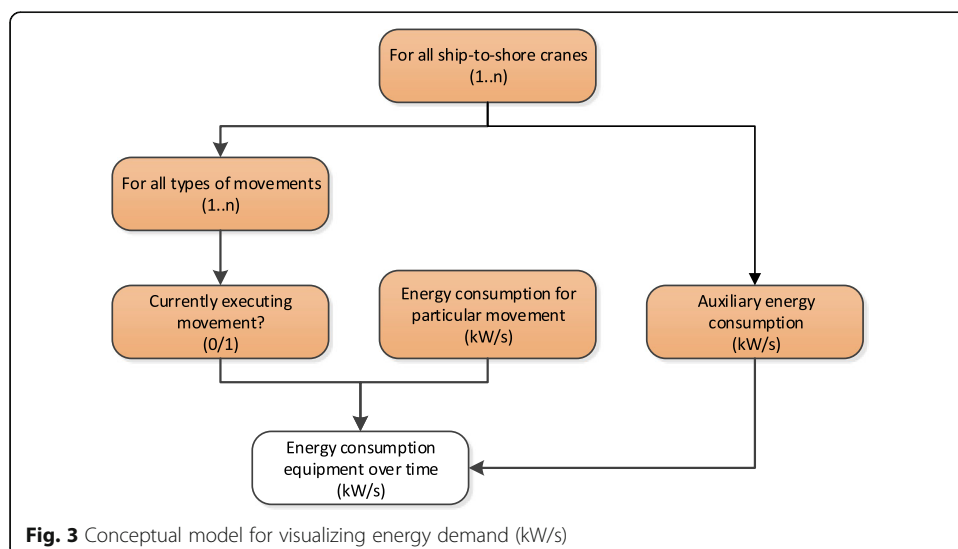 For all ship-to-shore cranes
(1..n)
For all types of movements
(1..n)
Currently executing
movement?
(0/1)
Energy consumption for
particular movement
(kW/s)
Auxiliary energy
consumption
(kW/s)
Energy consumption
equipment over time
(kW/s)
Fig. 3 Conceptual model for visualizing energy demand (kW/s)